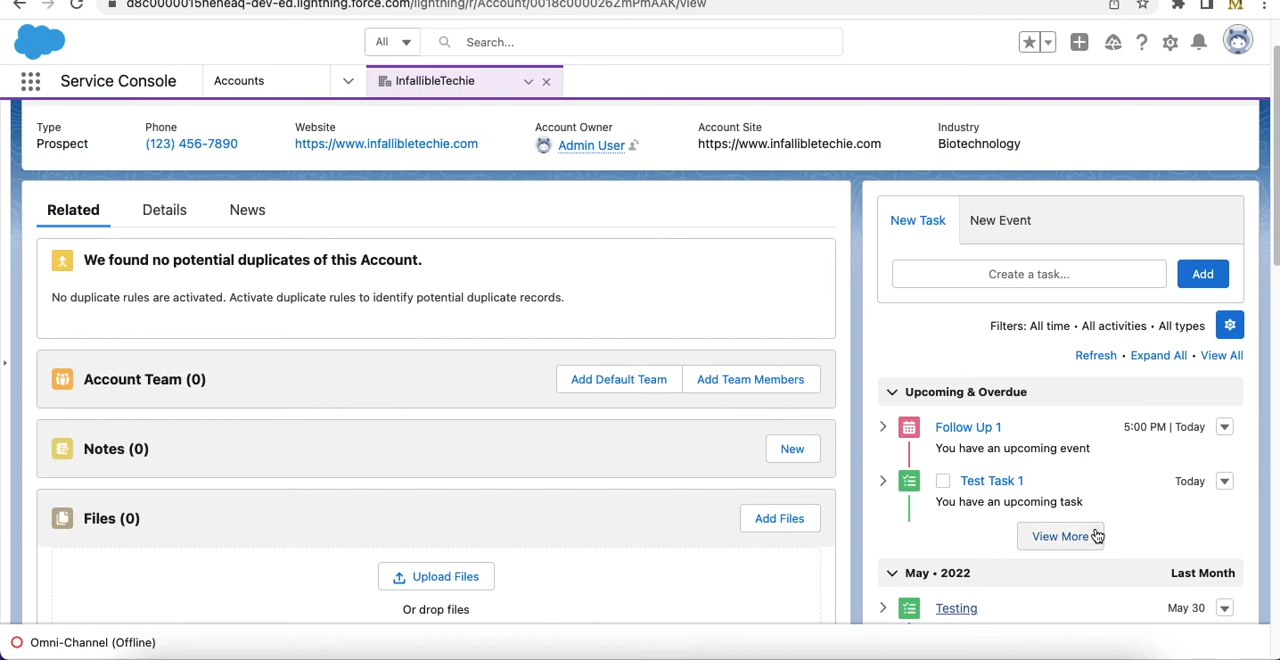 d8c0000015heneaq-dev-ed.lightning.force.com/lightning/r/Account/0018c000026ZmPmAAK/view
All
Search...
Service Console
Accounts
InfallibleTechie
Type
Prospect
Phone
(123) 456-7890
Website
https://www.infallibletechie.com
Account Owner
Admin User
Account Site
https://www.infallibletechie.com
Industry
Biotechnology
Related
Details
News
We found no potential duplicates of this Account.
No duplicate rules are activated. Activate duplicate rules to identify potential duplicate records.
Account Team (0)
Add Default Team
Add Team Members
Notes (0)
New
Files (0)
Add Files
Upload Files
Or drop files
New Task
New Event
Create a task...
Add
Filters: All time • All activities • All types
Refresh • Expand All • View All
Upcoming & Overdue
Follow Up 1
5:00 PM | Today
You have an upcoming event
Test Task 1
Today
You have an upcoming task
View More
May • 2022
Last Month
Testing
May 30
Omni-Channel (Offline)